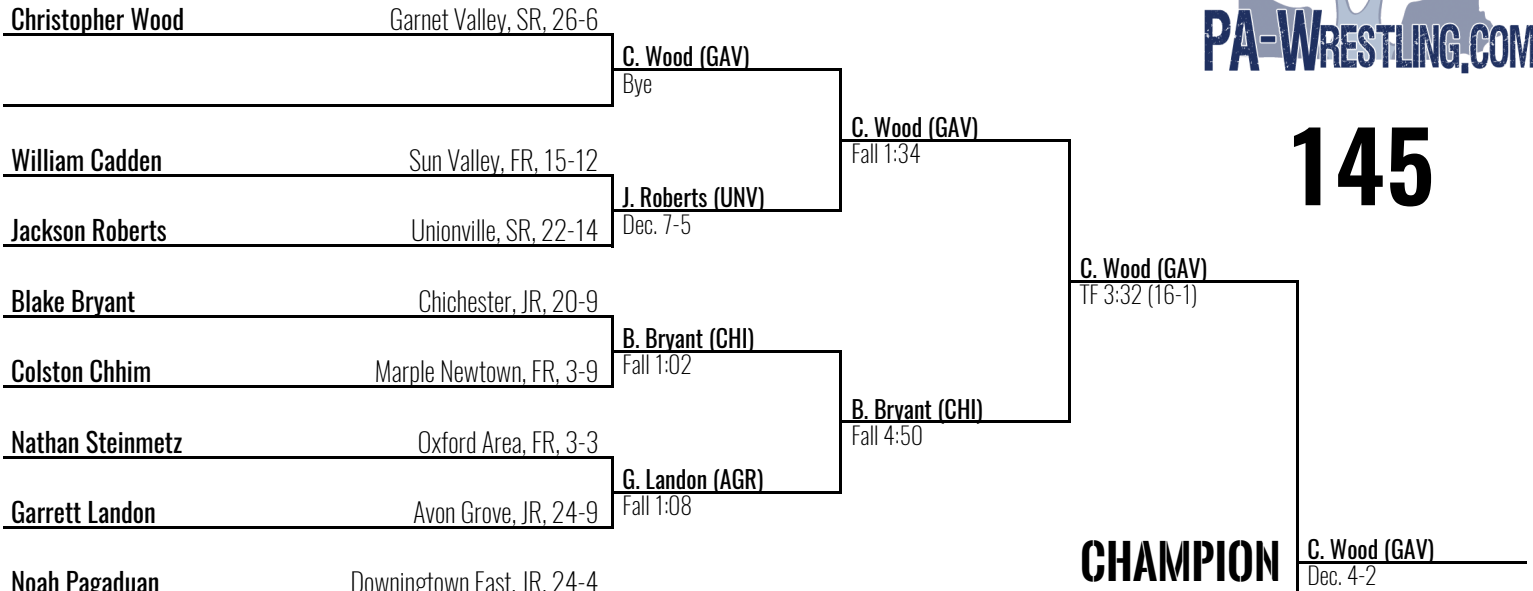 Christopher Wood Garnet Valley, SR, 26-6
C. Wood (GAV)
Bye
William Cadden Sun Valley, FR, 15-12
J. Roberts (UNV)
Dec. 7-5
Jackson Roberts Unionville, SR, 22-14
C. Wood (GAV)
Fall 1:34
Blake Bryant Chichester, JR, 20-9
B. Bryant (CHI)
Fall 1:02
Colston Chhim Marple Newtown, FR, 3-9
B. Bryant (CHI)
Fall 4:50
Nathan Steinmetz Oxford Area, FR, 3-3
G. Landon (AGR)
Fall 1:08
Garrett Landon Avon Grove, JR, 24-9
C. Wood (GAV)
TF 3:32 (16-1)
Noah Pagaduan Downingtown East, JR, 24-4
PA-WRESTLING.COM
145
CHAMPION
C. Wood (GAV)
Dec. 4-2